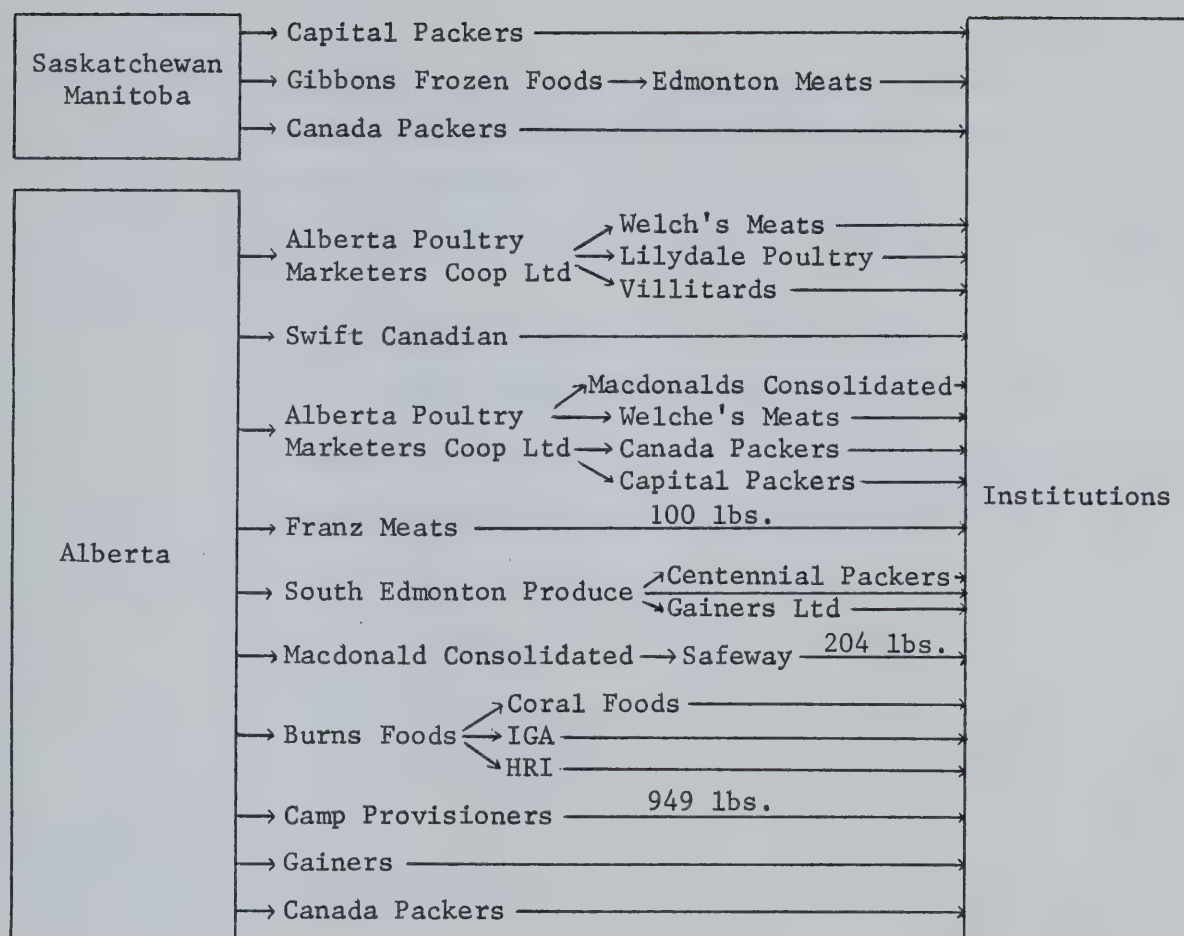 Saskatchewan
Manitoba
Capital Packers
Gibbons Frozen Foods Edmonton Meats
Canada Packers
Alberta
Alberta Poultry
Marketers Coop Ltd
Welch's Meats
Lilydale Poultry
Villitards
Swift Canadian
Alberta Poultry
Marketers Coop Ltd
Macdonalds Consolidated
Welche's Meats
Canada Packers
Capital Packers
Franz Meats 100 lbs.
South Edmonton Produce
Centennial Packers
Gainers Ltd
Macdonald Consolidated Safeway 204 lbs.
Burns Foods
Coral Foods
IGA
HRI
Camp Provisioners 949 lbs.
Gainers
Canada Packers
Institutions